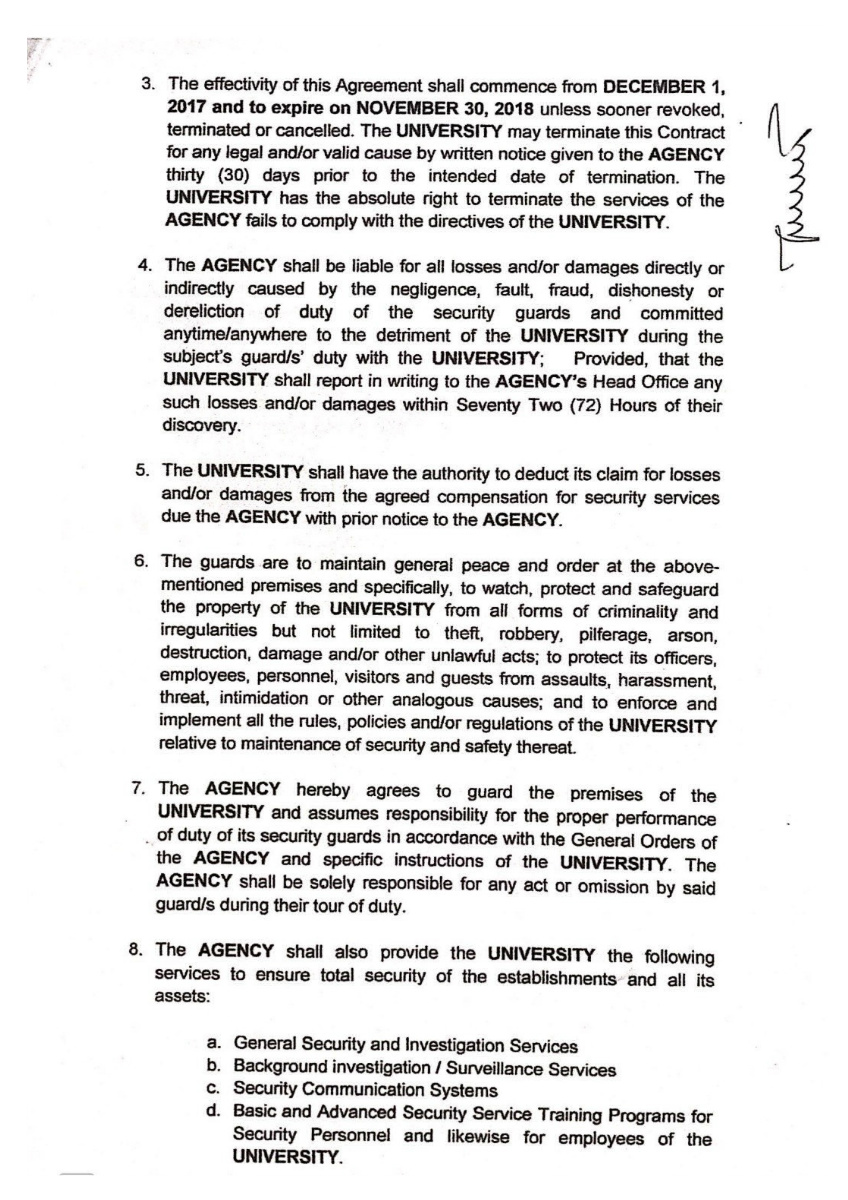 3. The effectivity of this Agreement shall commence from DECEMBER 1,
2017 and to expire on NOVEMBER 30, 2018 unless sooner revoked,
terminated or cancelled. The UNIVERSITY may terminate this Contract
for any legal and/or valid cause by written notice given to the AGENCY
thirty (30) days prior to the intended date of termination. The
UNIVERSITY has the absolute right to terminate the services of the
AGENCY fails to comply with the directives of the UNIVERSITY.
4. The AGENCY shall be liable for all losses and/or damages directly or
indirectly caused by the negligence, fault, fraud, dishonesty or
dereliction of duty of the security guards and committed
anytime/anywhere to the detriment of the UNIVERSITY during the
subject's guard/s' duty with the UNIVERSITY; Provided, that the
UNIVERSITY shall report in writing to the AGENCY's Head Office any
such losses and/or damages within Seventy Two (72) Hours of their
discovery.
5. The UNIVERSITY shall have the authority to deduct its claim for losses
and/or damages from the agreed compensation for security services
due the AGENCY with prior notice to the AGENCY.
6. The guards are to maintain general peace and order at the above-
mentioned premises and specifically, to watch, protect and safeguard
the property of the UNIVERSITY from all forms of criminality and
irregularities but not limited to theft, robbery, pilferage, arson,
destruction, damage and/or other unlawful acts; to protect its officers,
employees, personnel, visitors and guests from assaults, harassment,
threat, intimidation or other analogous causes; and to enforce and
implement all the rules, policies and/or regulations of the UNIVERSITY
relative to maintenance of security and safety thereat.
7. The AGENCY hereby agrees to guard the premises of the
UNIVERSITY and assumes responsibility for the proper performance
of duty of its security guards in accordance with the General Orders of
the AGENCY and specific instructions of the UNIVERSITY. The
AGENCY shall be solely responsible for any act or omission by said
guard/s during their tour of duty.
8. The AGENCY shall also provide the UNIVERSITY the following
services to ensure total security of the establishments and all its
assets:
a. General Security and Investigation Services
b. Background investigation / Surveillance Services
c. Security Communication Systems
d. Basic and Advanced Security Service Training Programs for
Security Personnel and likewise for employees of the
UNIVERSITY.